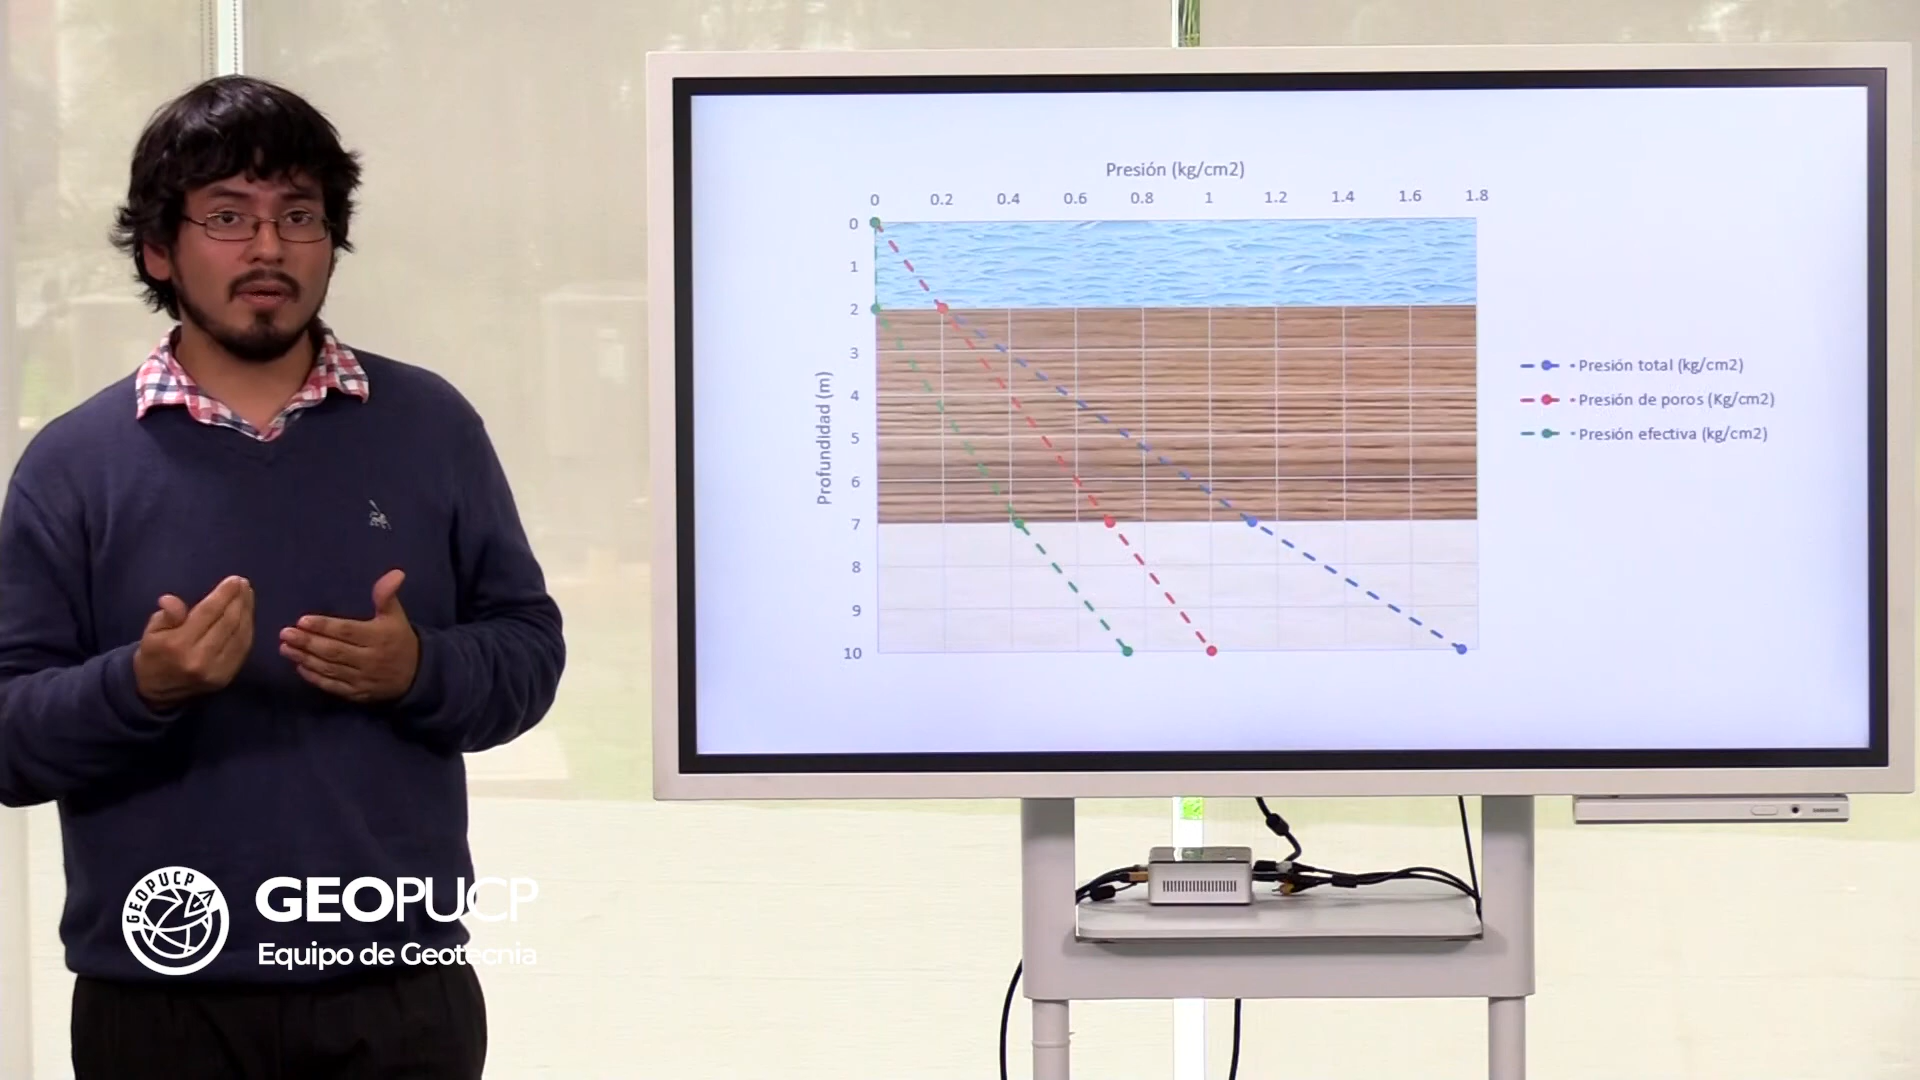 Presión (kg/cm2)
0 0.2 0.4 0.6 0.8 1 1.2 1.4 1.6 1.8
0
1
2
3
4
5
6
7
8
9
10
Profundidad (m)
Presión total (kg/cm2)
Presión de poros (Kg/cm2)
Presión efectiva (kg/cm2)
GEOPUCP
GEOPUCP
Equipo de Geotecnia